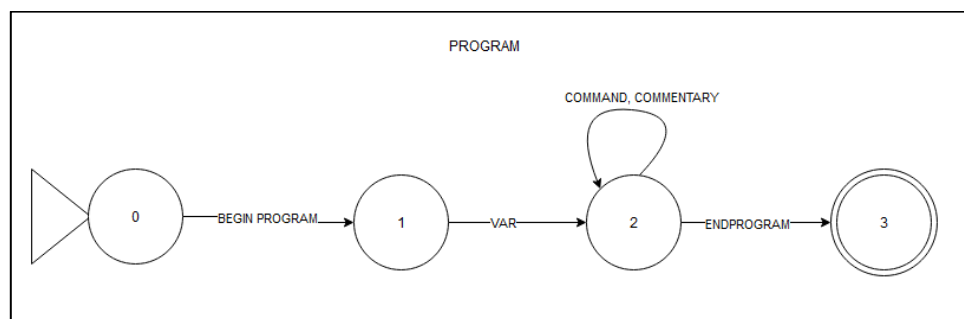 PROGRAM
COMMAND, COMMENTARY
0
BEGIN PROGRAM
1
VAR
2
ENDPROGRAM
3